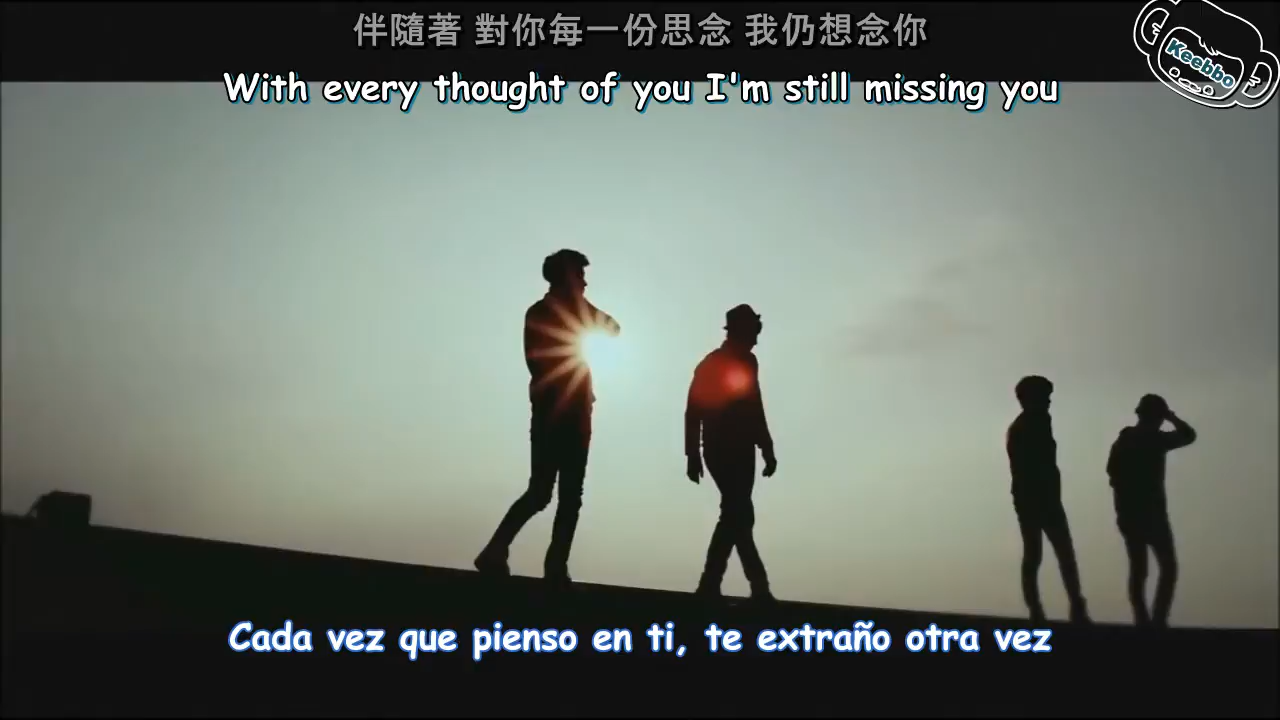 伴隨著 對你每一份思念 我仍想念你
Keebbo
With every thought of you I'm still missing you
Cada vez que pienso en ti, te extraño otra vez